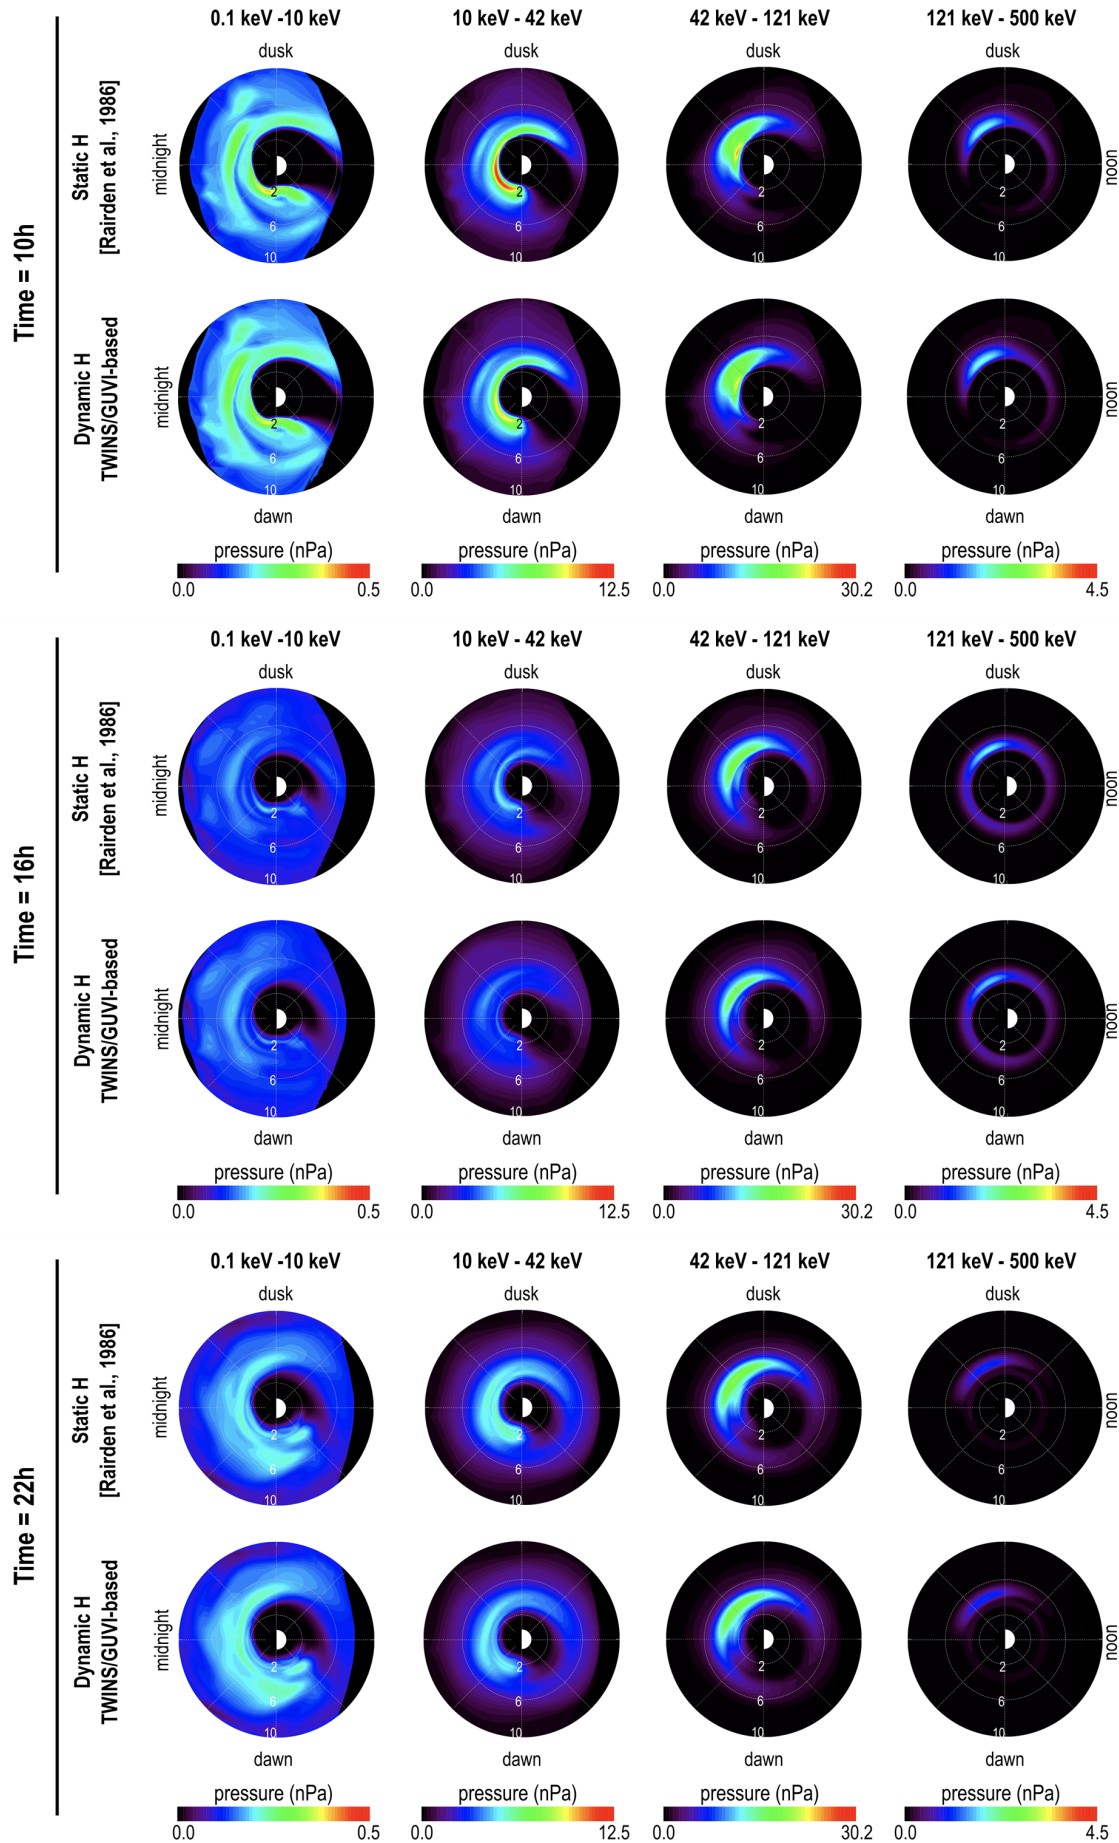 0.1 keV -10 keV 10 keV - 42 keV 42 keV - 121 keV 121 keV - 500 keV
dusk dusk dusk dusk
Time = 10h
Static H
[Rairden et al., 1986]
midnight
2 2 2 2
6 6 6 6
10 10 10 10
noon
Dynamic H
TWINS/GUVI-based
midnight
2 2 2 2
6 6 6 6
10 10 10 10
noon
dawn dawn dawn dawn
pressure (nPa) pressure (nPa) pressure (nPa) pressure (nPa)
0.0 0.5 0.0 12.5 0.0 30.2 0.0 4.5
0.1 keV -10 keV 10 keV - 42 keV 42 keV - 121 keV 121 keV - 500 keV
dusk dusk dusk dusk
Time = 16h
Static H
[Rairden et al., 1986]
midnight
2 2 2 2
6 6 6 6
10 10 10 10
noon
Dynamic H
TWINS/GUVI-based
midnight
2 2 2 2
6 6 6 6
10 10 10 10
noon
dawn dawn dawn dawn
pressure (nPa) pressure (nPa) pressure (nPa) pressure (nPa)
0.0 0.5 0.0 12.5 0.0 30.2 0.0 4.5
0.1 keV -10 keV 10 keV - 42 keV 42 keV - 121 keV 121 keV - 500 keV
dusk dusk dusk dusk
Time = 22h
Static H
[Rairden et al., 1986]
midnight
2 2 2 2
6 6 6 6
10 10 10 10
noon
Dynamic H
TWINS/GUVI-based
midnight
2 2 2 2
6 6 6 6
10 10 10 10
noon
dawn dawn dawn dawn
pressure (nPa) pressure (nPa) pressure (nPa) pressure (nPa)
0.0 0.5 0.0 12.5 0.0 30.2 0.0 4.5